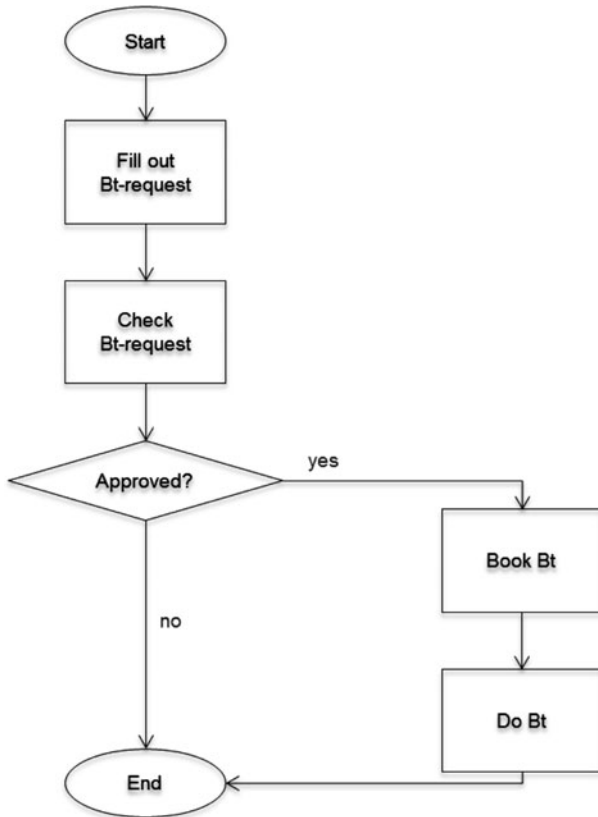 Start
Fill out
Bt-request
Check
Bt-request
Approved?
yes
Book Bt
no
Do Bt
End